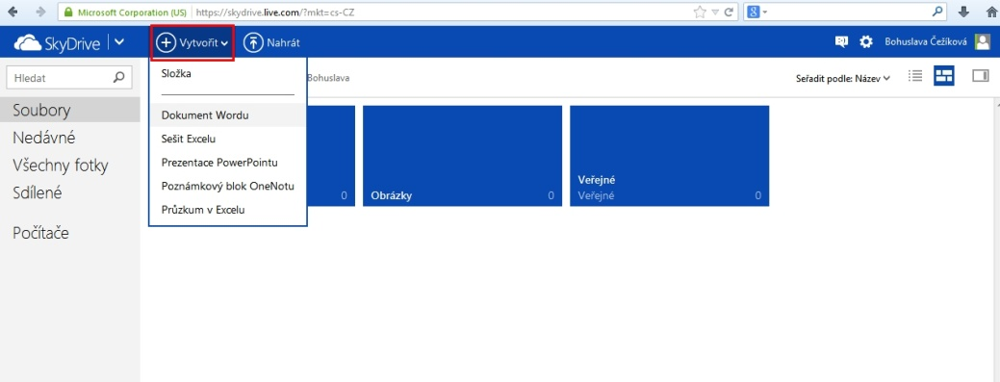 Microsoft Corporation (US) https://skydrive.live.com/?mkt=cs-CZ 8
SkyDrive Vytvořit Nahrát Bohuslava Čežíková
Hledat
Složka
Bohuslava
Seřadit podle: Název
Soubory
Nedávné
Všechny fotky
Sdílené
Počítače
Dokument Wordu
Sešit Excelu
Prezentace PowerPointu
Poznámkový blok OneNotu
Průzkum v Excelu
0
Obrázky 0
Veřejné
Veřejné 0